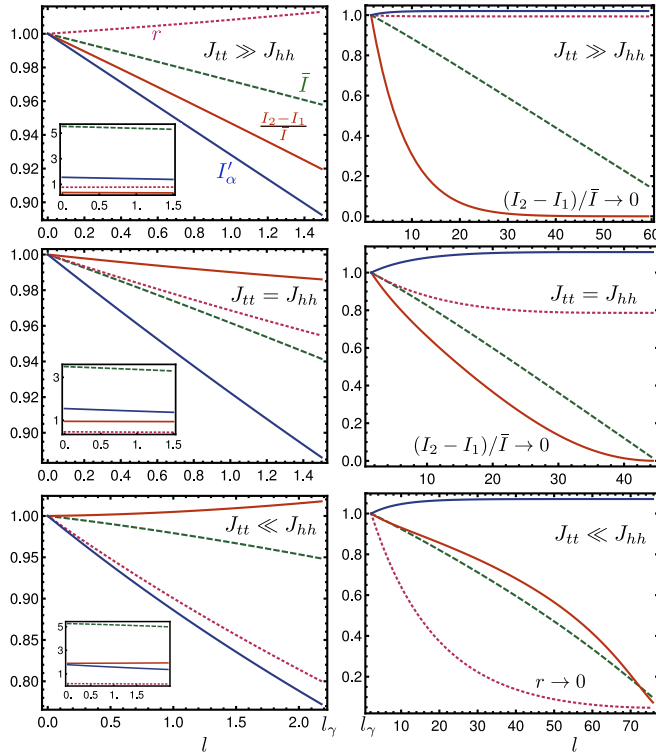 1.00
0.98
0.96
0.94
0.92
0.90
r
J_tt ≫ J_hh
Ī
(I_2 − I_1)/Ī
I'_α
5
1
0. 0.5 1. 1.5
0.0 0.2 0.4 0.6 0.8 1.0 1.2 1.4
1.0
0.8
0.6
0.4
0.2
0.0
J_tt ≫ J_hh
(I_2 − I_1)/Ī → 0
10 20 30 40 50 60
1.00
0.98
0.96
0.94
0.92
0.90
J_tt = J_hh
3
1
0. 0.5 1. 1.5
0.0 0.2 0.4 0.6 0.8 1.0 1.2 1.4
1.0
0.8
0.6
0.4
0.2
0.0
J_tt = J_hh
(I_2 − I_1)/Ī → 0
10 20 30 40
1.00
0.95
0.90
0.85
0.80
J_tt ≪ J_hh
5
1
0. 0.5 1. 1.5
0.0 0.5 1.0 1.5 2.0 l_γ
l
1.0
0.8
0.6
0.4
0.2
J_tt ≪ J_hh
r → 0
l_γ 10 20 30 40 50 60 70
l